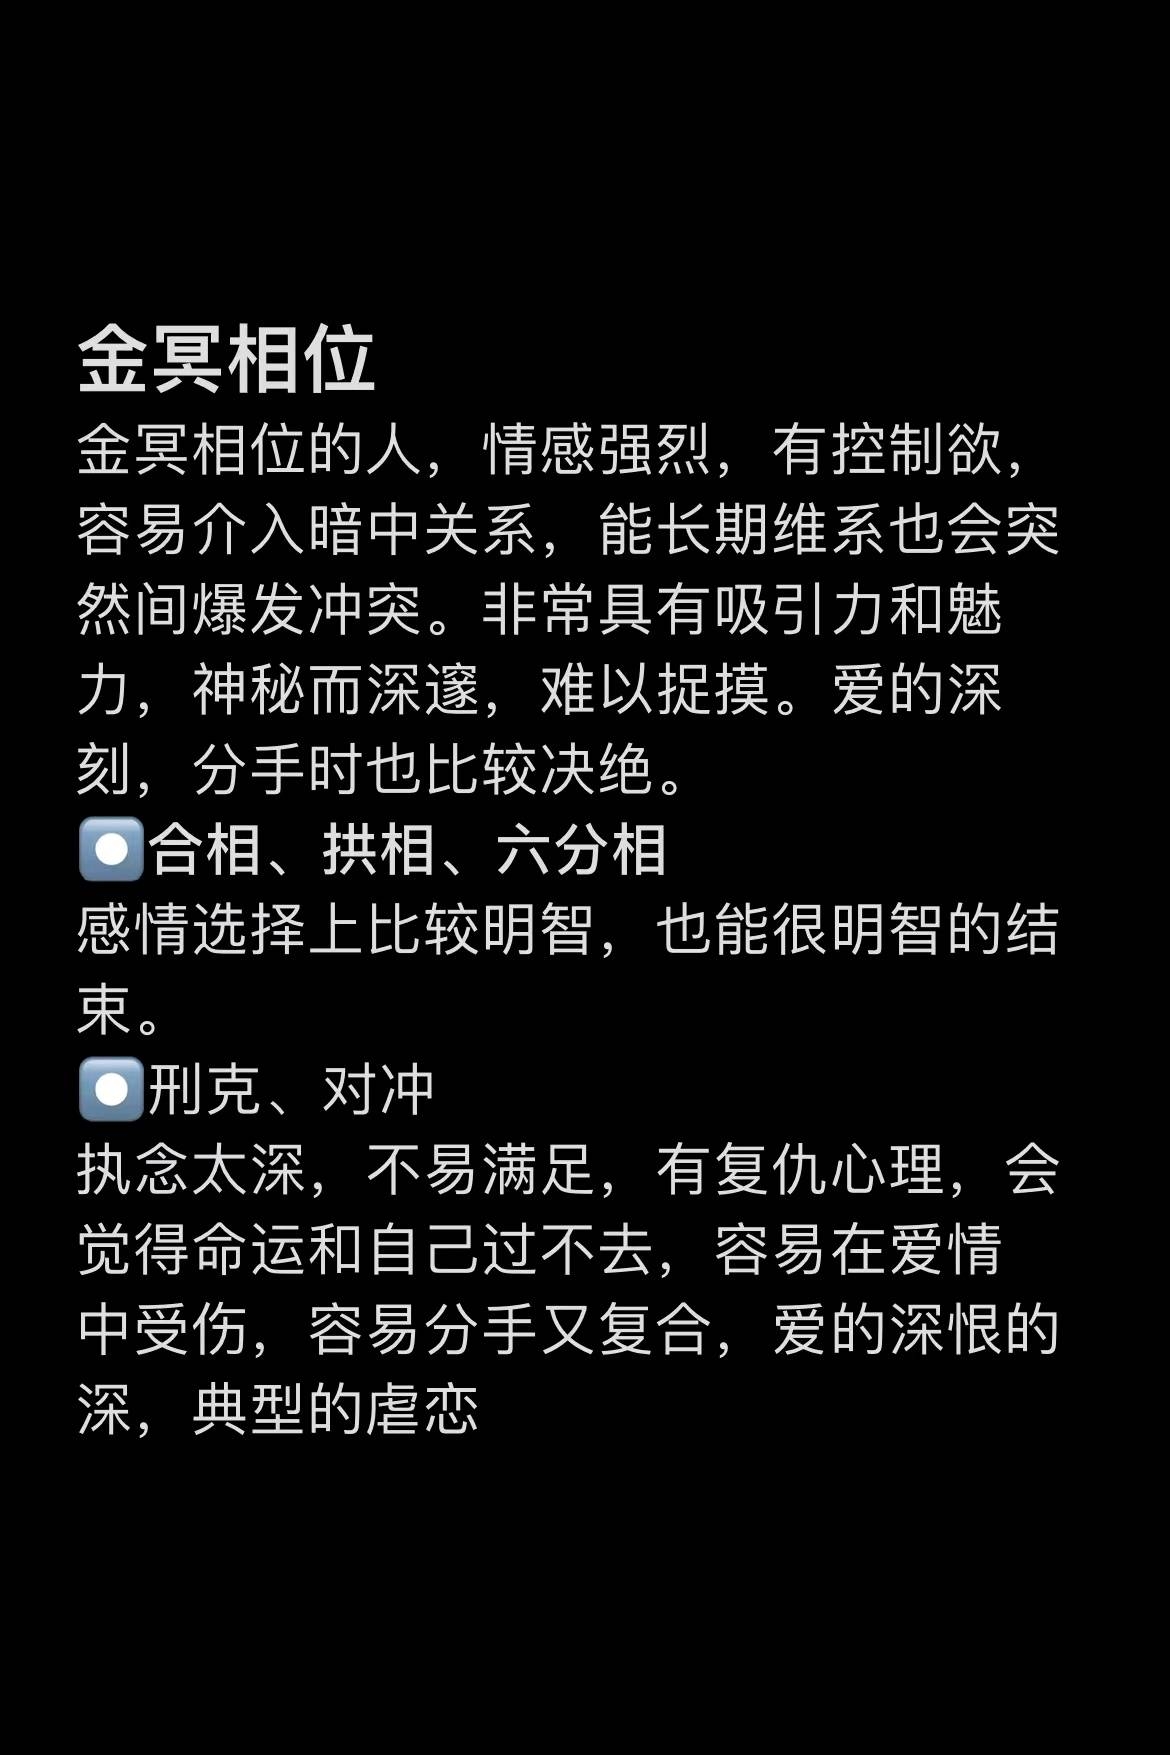 金冥相位
金冥相位的人，情感强烈，有控制欲，
容易介入暗中关系，能长期维系也会突
然间爆发冲突。非常具有吸引力和魅
力，神秘而深邃，难以捉摸。爱的深
刻，分手时也比较决绝。
⏺合相、拱相、六分相
感情选择上比较明智，也能很明智的结
束。
⏺刑克、对冲
执念太深，不易满足，有复仇心理，会
觉得命运和自己过不去，容易在爱情
中受伤，容易分手又复合，爱的深恨的
深，典型的虐恋